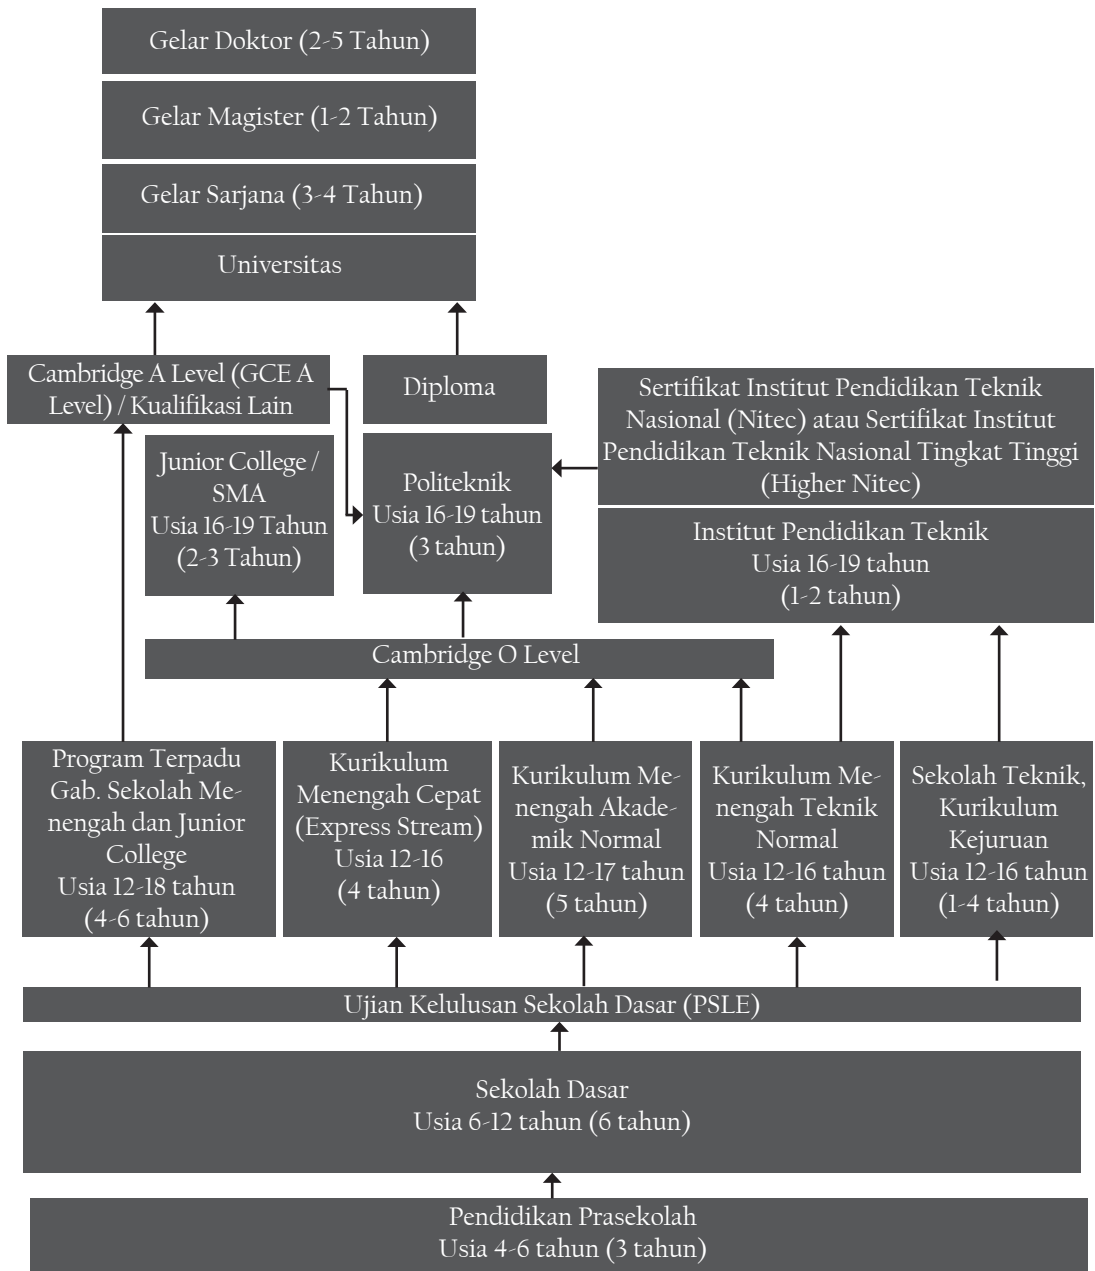 Gelar Doktor (2-5 Tahun)
Gelar Magister (1-2 Tahun)
Gelar Sarjana (3-4 Tahun)
Universitas
Cambridge A Level (GCE A
Level) / Kualifikasi Lain
Diploma
Sertifikat Institut Pendidikan Teknik
Nasional (Nitec) atau Sertifikat Institut
Pendidikan Teknik Nasional Tingkat Tinggi
(Higher Nitec)
Junior College /
SMA
Usia 16-19 Tahun
(2-3 Tahun)
Politeknik
Usia 16-19 tahun
(3 tahun)
Institut Pendidikan Teknik
Usia 16-19 tahun
(1-2 tahun)
Cambridge O Level
Program Terpadu
Gab. Sekolah Me-
nengah dan Junior
College
Usia 12-18 tahun
(4-6 tahun)
Kurikulum
Menengah Cepat
(Express Stream)
Usia 12-16
(4 tahun)
Kurikulum Me-
nengah Akade-
mik Normal
Usia 12-17 tahun
(5 tahun)
Kurikulum Me-
nengah Teknik
Normal
Usia 12-16 tahun
(4 tahun)
Sekolah Teknik,
Kurikulum
Kejuruan
Usia 12-16 tahun
(1-4 tahun)
Ujian Kelulusan Sekolah Dasar (PSLE)
Sekolah Dasar
Usia 6-12 tahun (6 tahun)
Pendidikan Prasekolah
Usia 4-6 tahun (3 tahun)